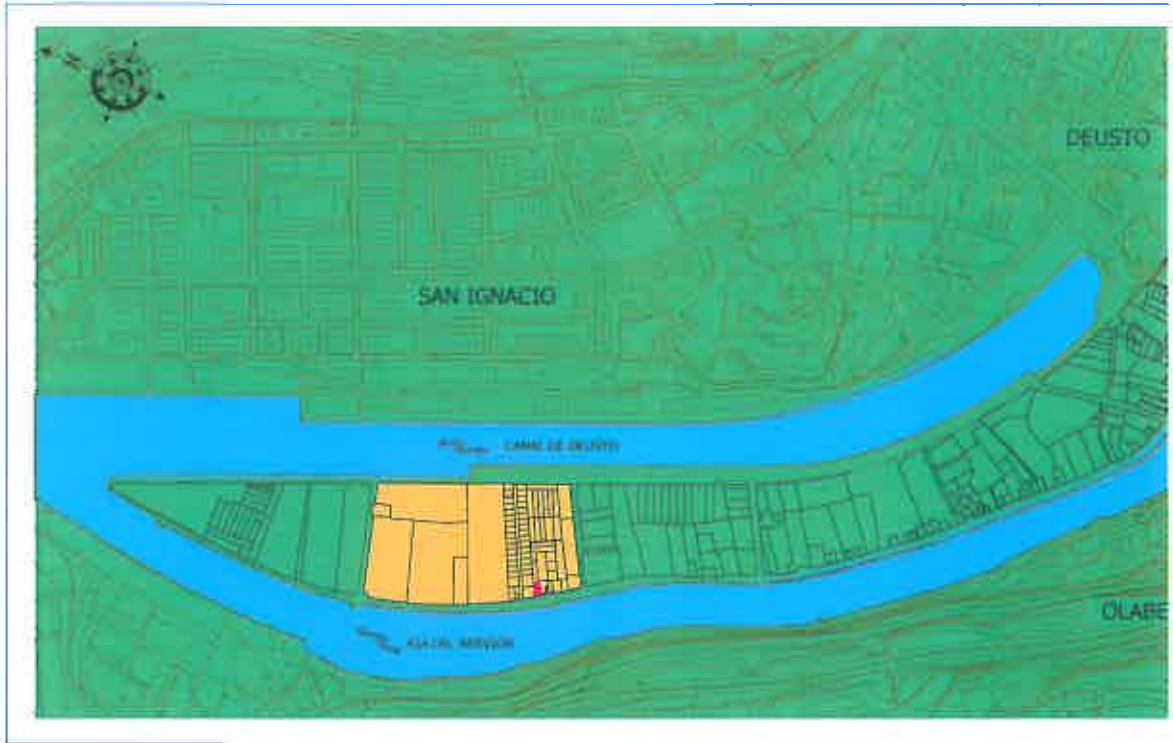 N
DEUSTO
SAN IGNACIO
CANAL DE DEUSTO
OLABE
RIA DEL NERVION